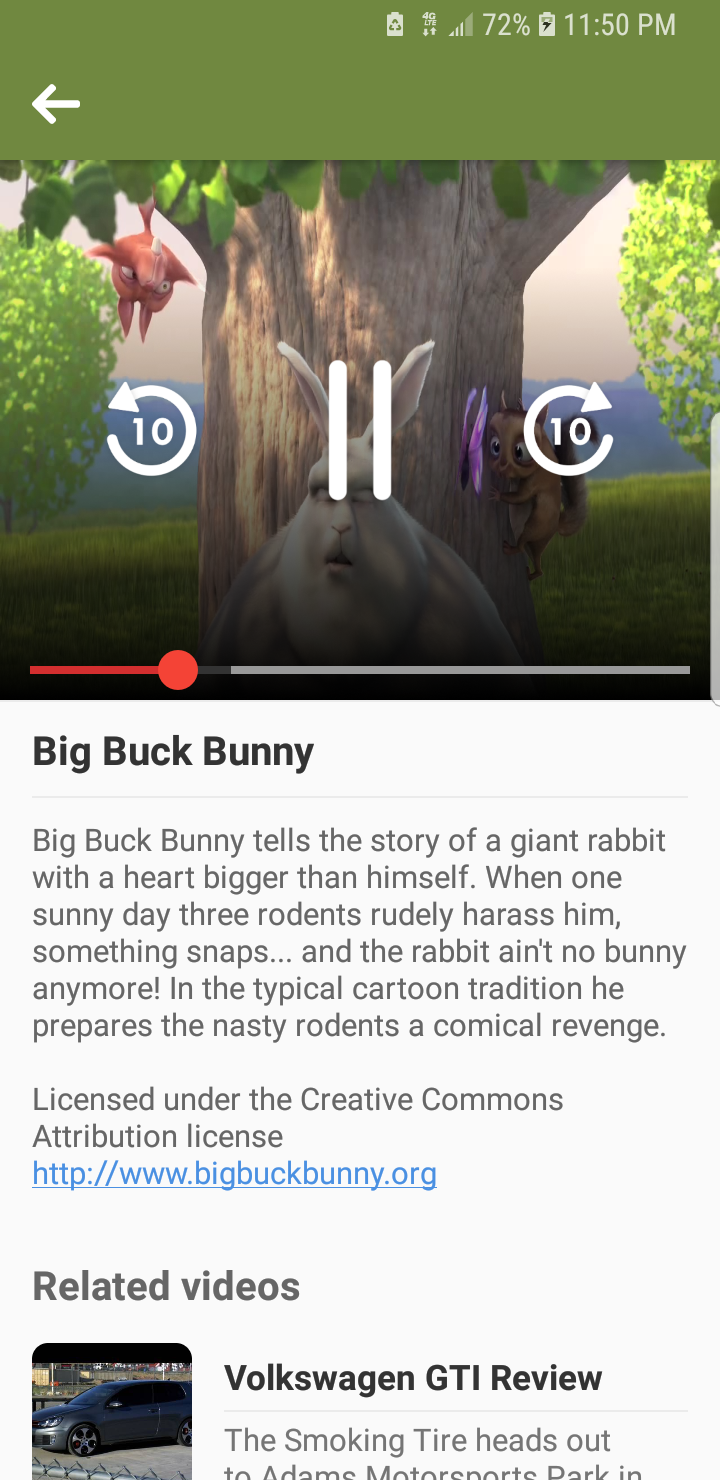 4G LTE 72% 11:50 PM
10 10
Big Buck Bunny
Big Buck Bunny tells the story of a giant rabbit
with a heart bigger than himself. When one
sunny day three rodents rudely harass him,
something snaps... and the rabbit ain't no bunny
anymore! In the typical cartoon tradition he
prepares the nasty rodents a comical revenge.
Licensed under the Creative Commons
Attribution license
http://www.bigbuckbunny.org
Related videos
Volkswagen GTI Review
The Smoking Tire heads out
to Adams Motorsports Park in